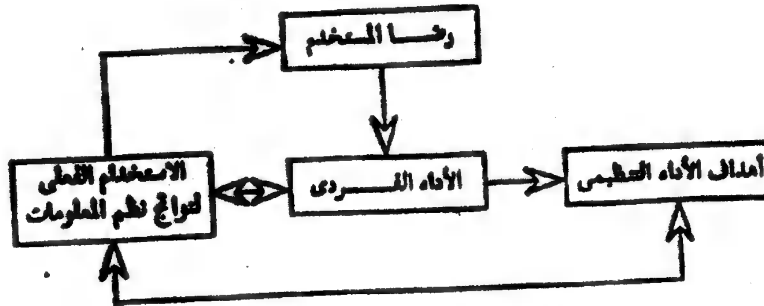 رضا المستخدم
أهداف الأداء التنظيمى
الأداء الفردى
الاستخدام الفعلى
لنواتج نظم المعلومات